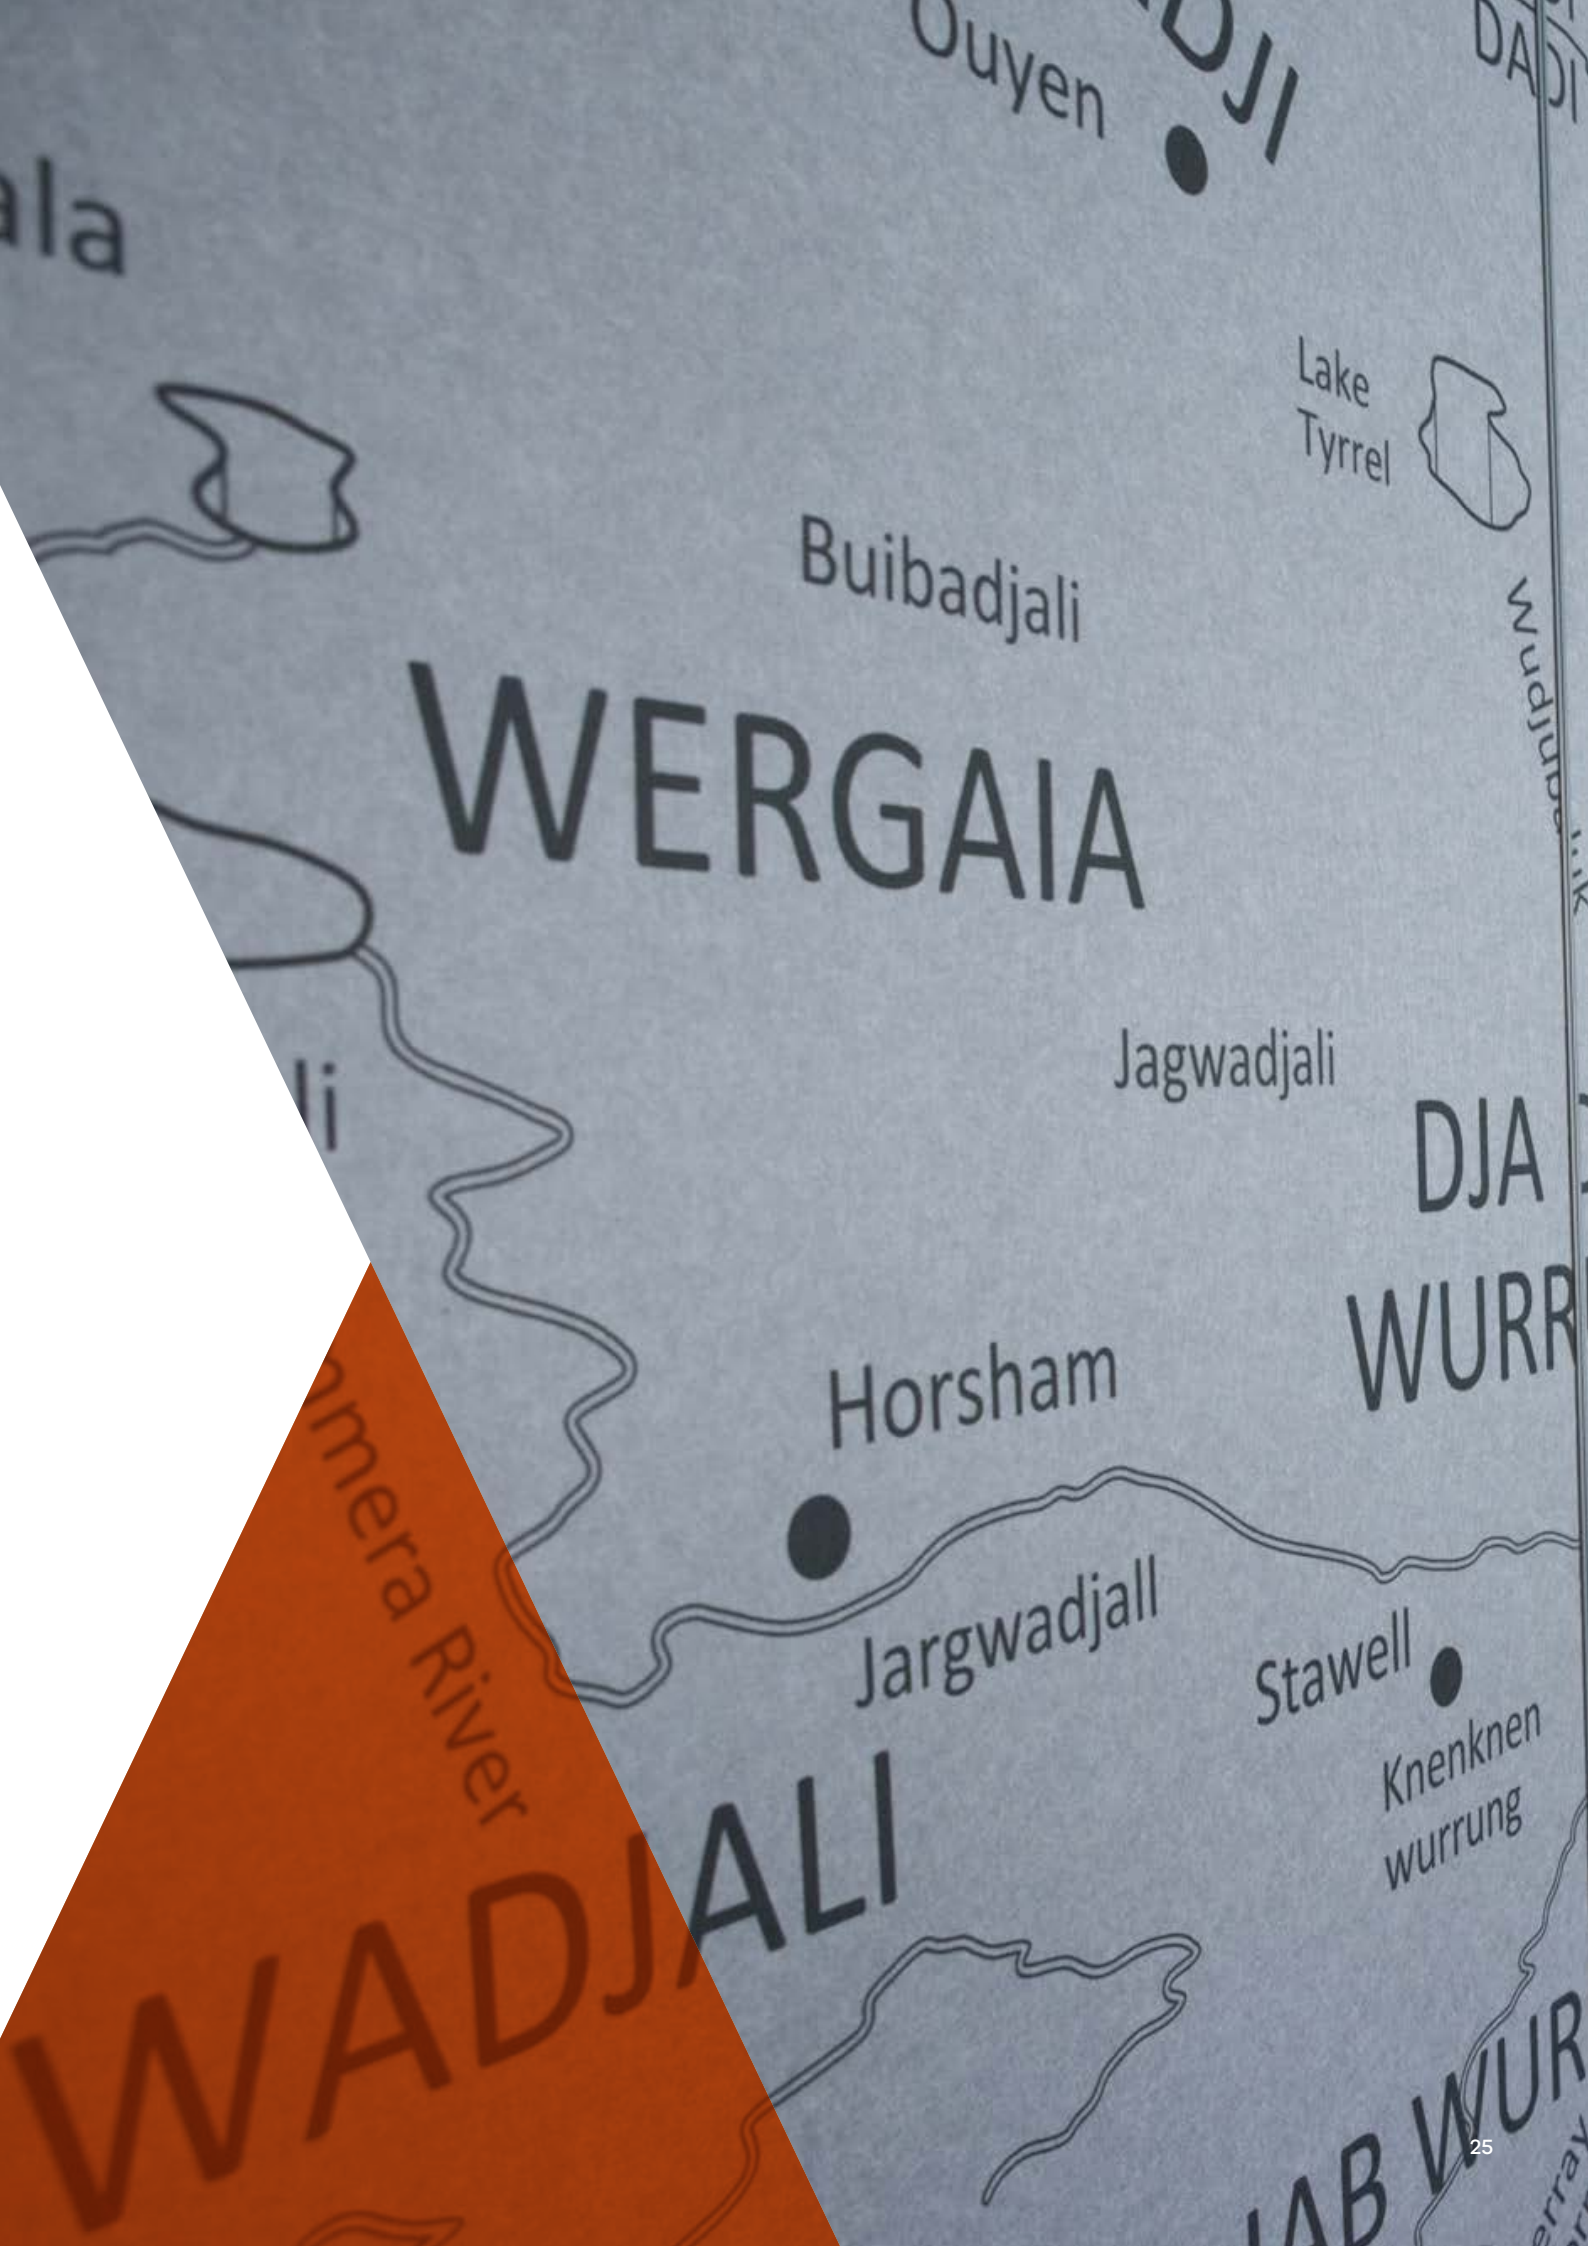 Ouyen
DJI
ala
Lake
Tyrrel
Buibadjali
WERGAIA
Jagwadjali
li
DJA
WURR
Horsham
mera River
Jargwadjall
Stawell
Knenknen
wurrung
WADJALI
AB WUR
25